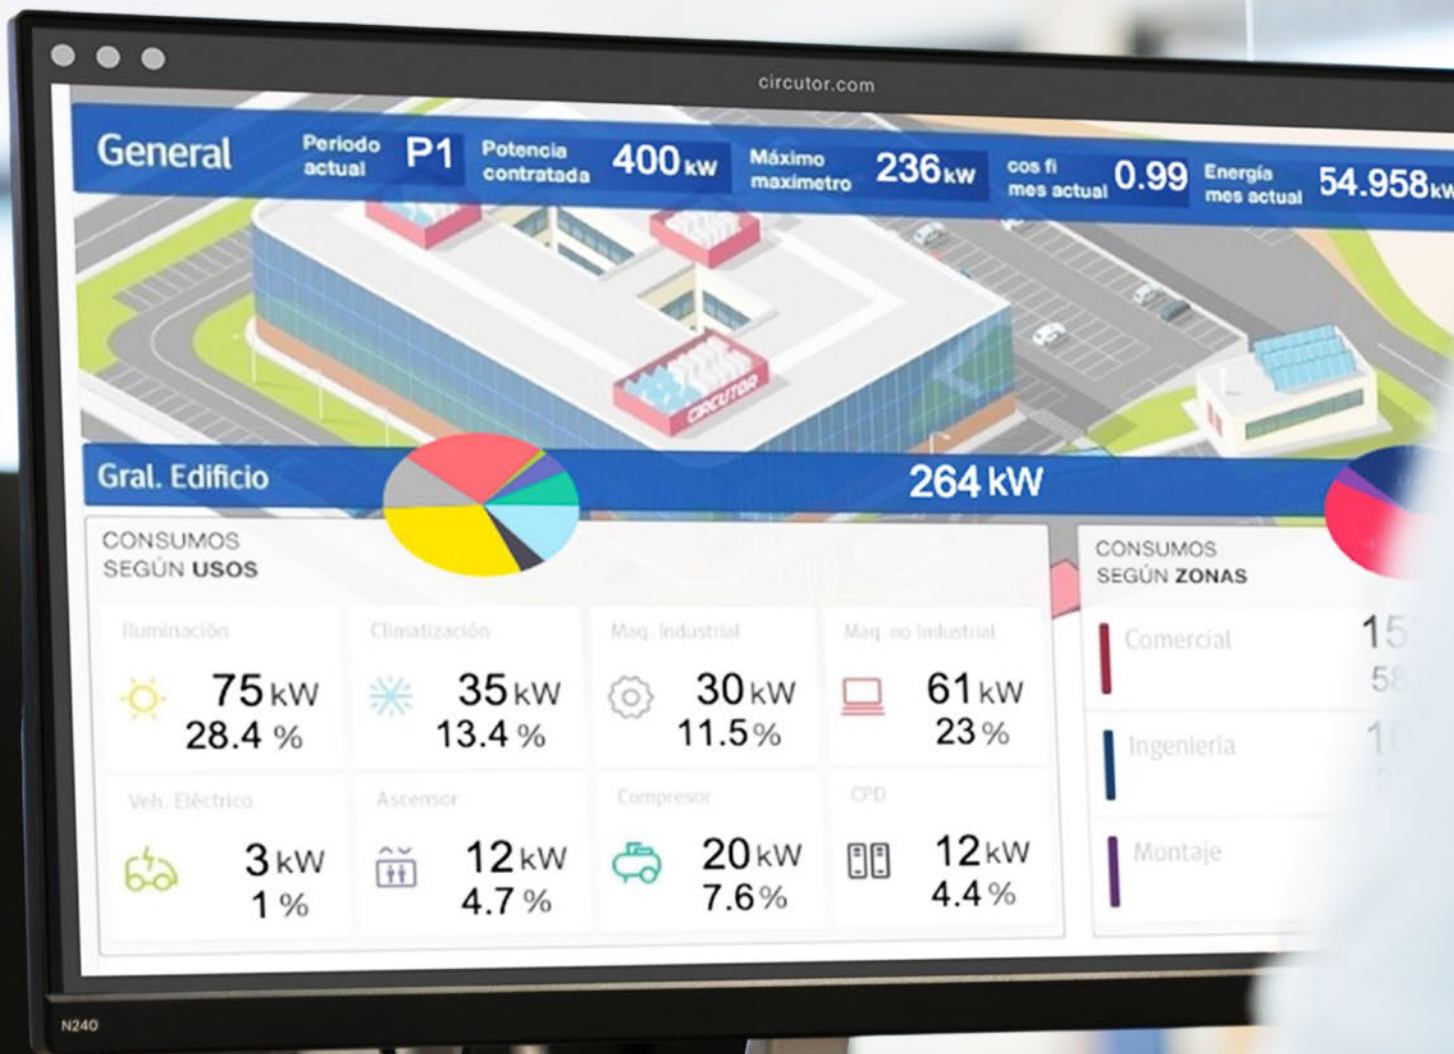 circutor.com
General
Periodo
actual
P1
Potencia
contratada
400 kW
Máximo
maxímetro
236 kW
cos fi
mes actual
0.99
Energía
mes actual
54.958
CIRCUTOR
Gral. Edificio
264 kW
CONSUMOS
SEGÚN USOS
Iluminación
75 kW
28.4 %
Climatización
35 kW
13.4 %
Maq. Industrial
30 kW
11.5 %
Maq. no Industrial
61 kW
23 %
Veh. Eléctrico
3 kW
1 %
Ascensor
12 kW
4.7 %
Compresor
20 kW
7.6 %
CPD
12 kW
4.4 %
CONSUMOS
SEGÚN ZONAS
Comercial
Ingeniería
Montaje
N240